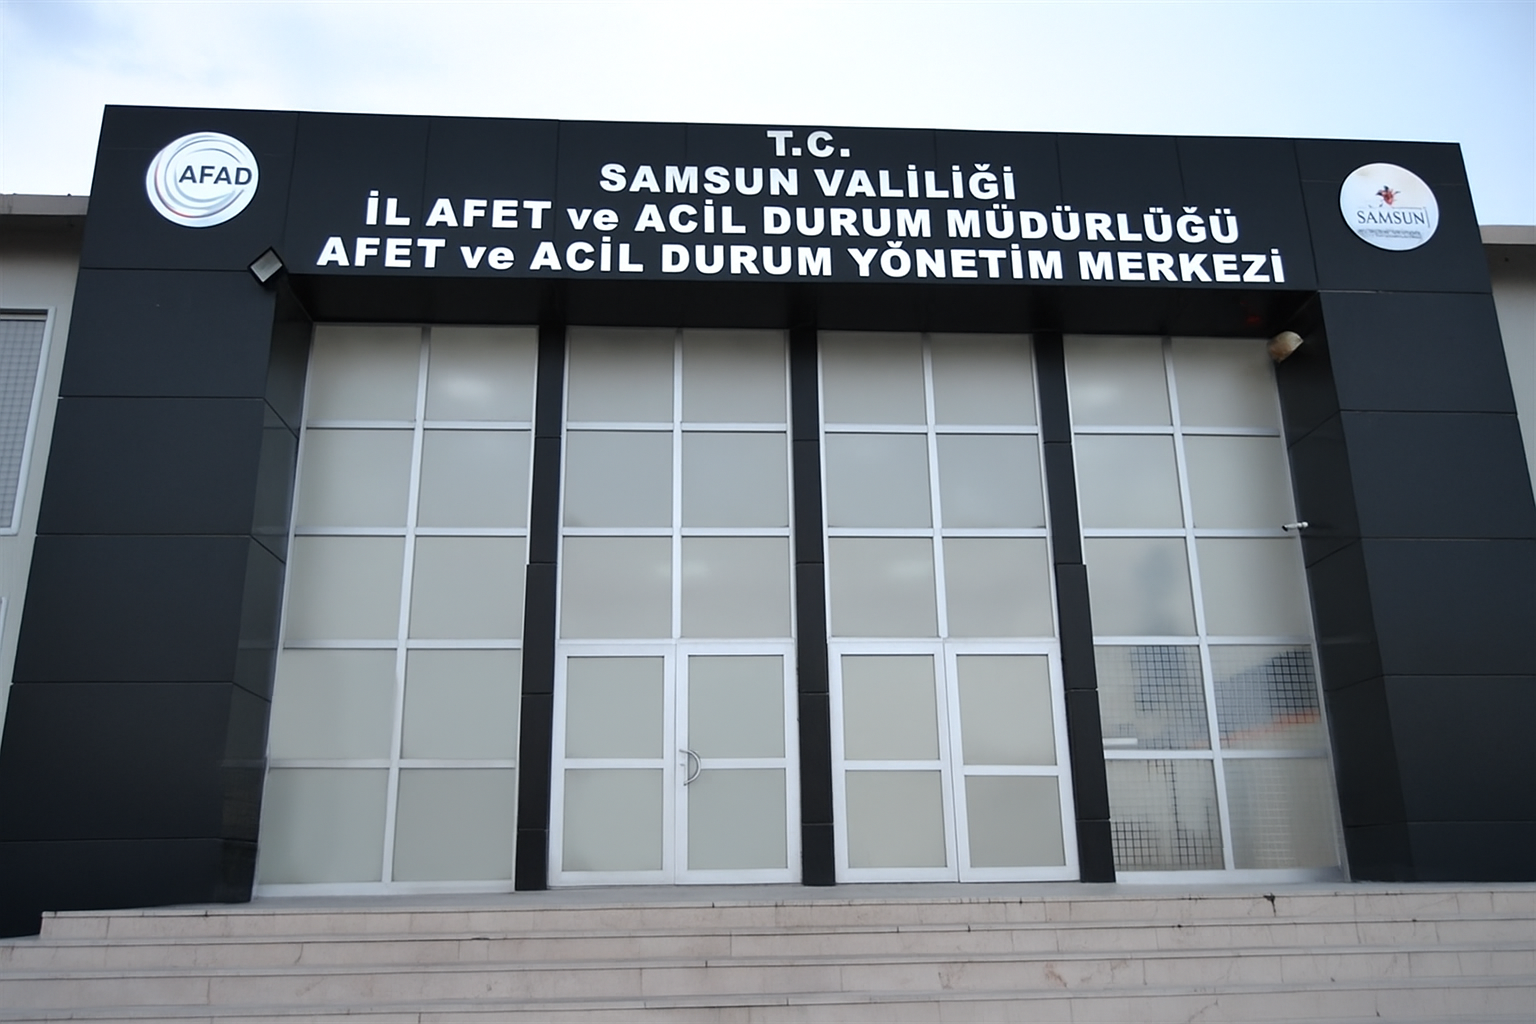 T.C.
SAMSUN VALİLİĞİ
İL AFET ve ACİL DURUM MÜDÜRLÜĞÜ
AFET ve ACİL DURUM YÖNETİM MERKEZİ
AFAD
SAMSUN